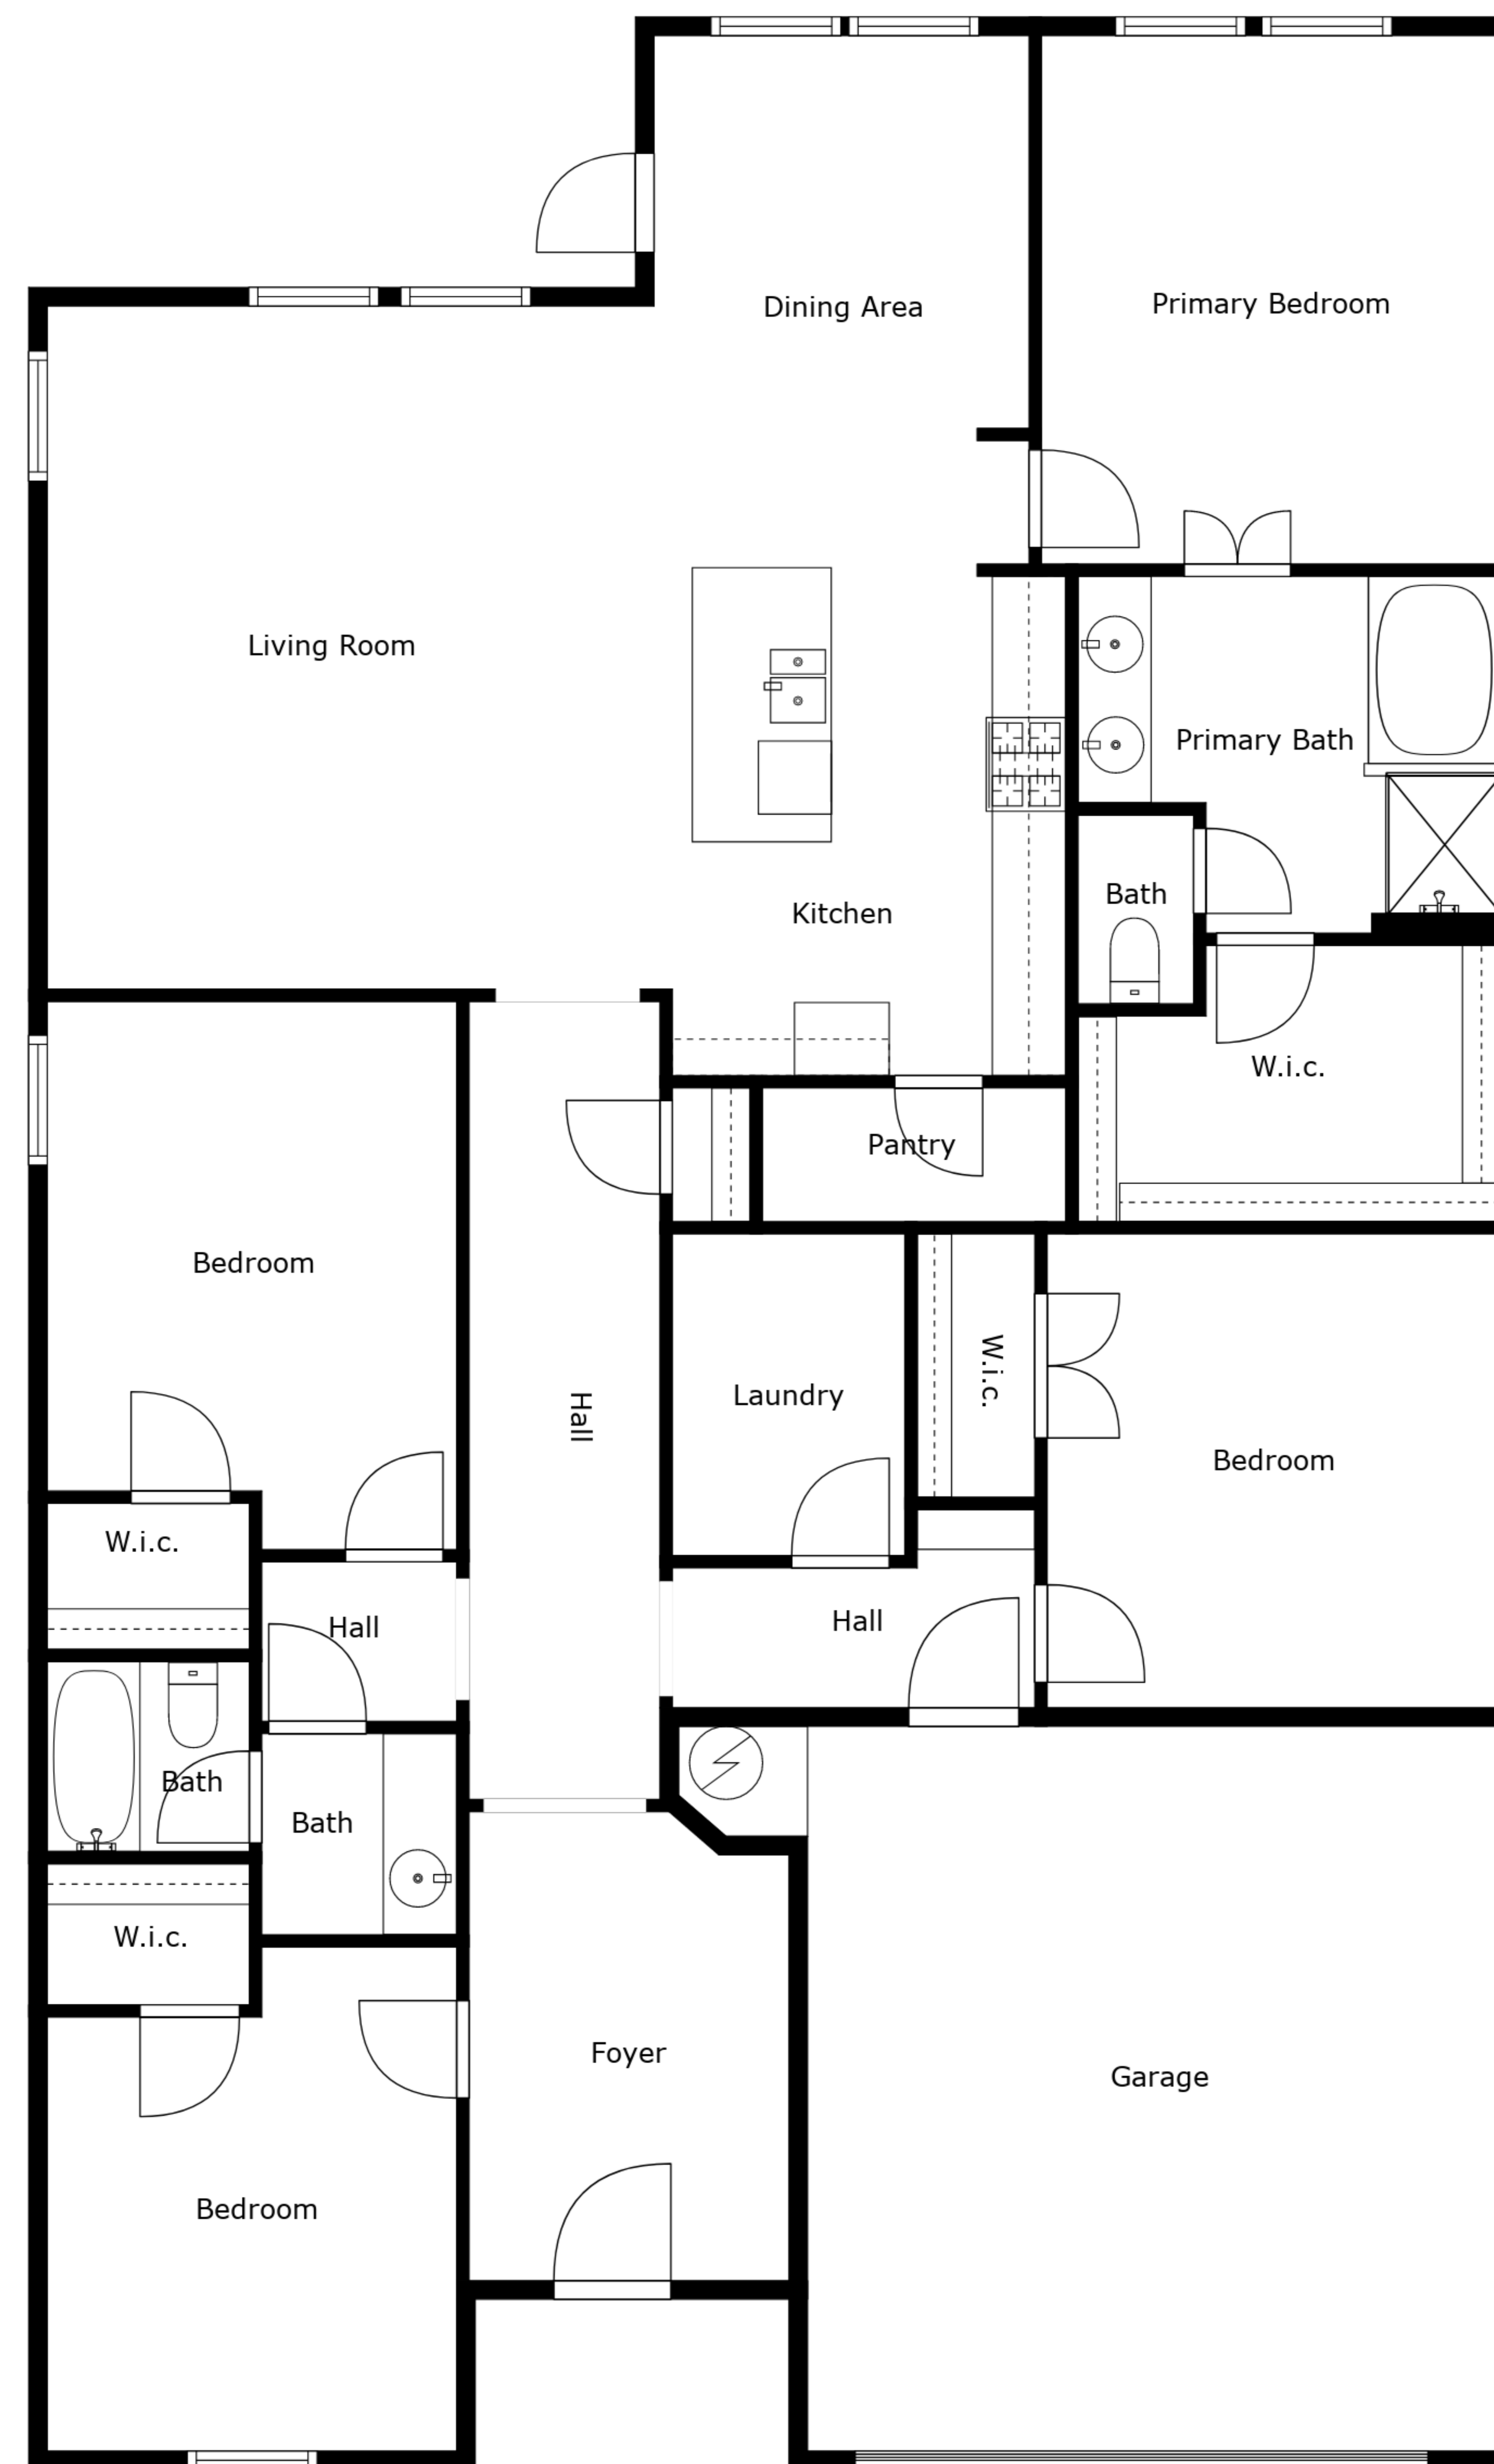 Dining Area
Primary Bedroom
Living Room
Primary Bath
Bath
Kitchen
W.i.c.
Pantry
Bedroom
W.i.c.
Laundry
Hall
Bedroom
W.i.c.
Hall
Hall
Bath
Bath
W.i.c.
Foyer
Garage
Bedroom